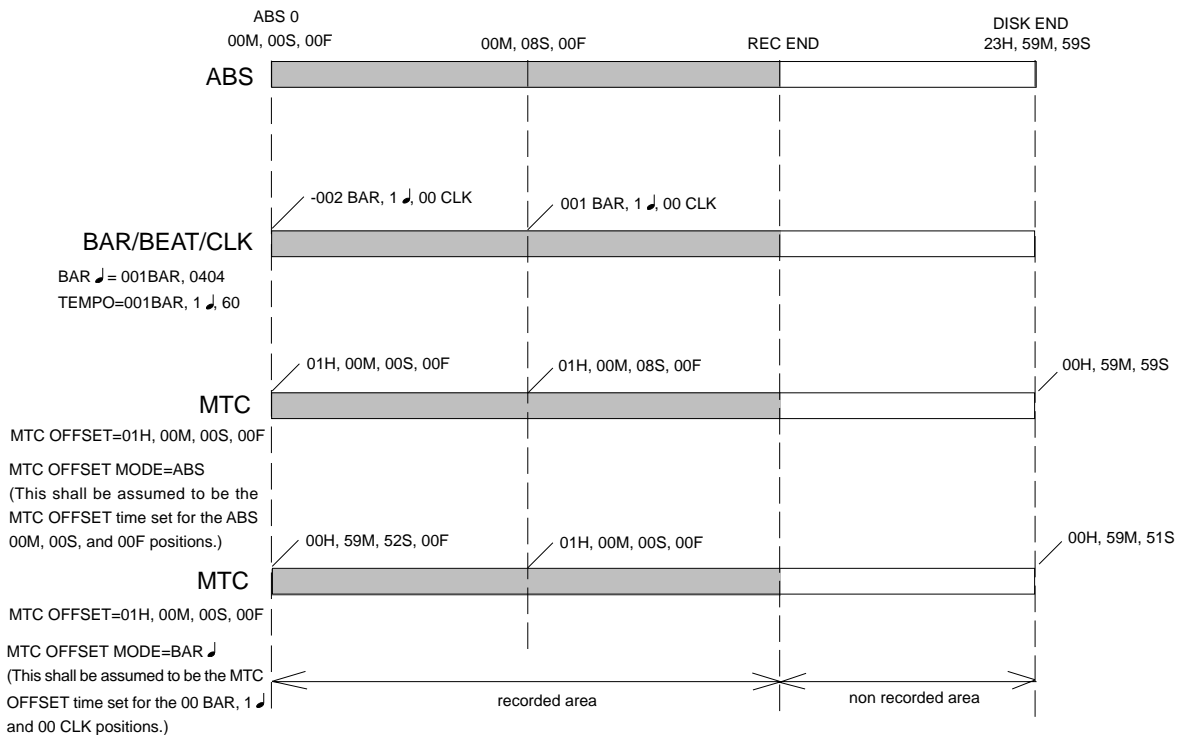 ABS 0
00M, 00S, 00F
00M, 08S, 00F
REC END
DISK END
23H, 59M, 59S
ABS
-002 BAR, 1 ♩, 00 CLK
001 BAR, 1 ♩, 00 CLK
BAR/BEAT/CLK
BAR ♩ = 001BAR, 0404
TEMPO=001BAR, 1 ♩, 60
01H, 00M, 00S, 00F
01H, 00M, 08S, 00F
00H, 59M, 59S
MTC
MTC OFFSET=01H, 00M, 00S, 00F
MTC OFFSET MODE=ABS
(This shall be assumed to be the
MTC OFFSET time set for the ABS
00M, 00S, and 00F positions.)
00H, 59M, 52S, 00F
01H, 00M, 00S, 00F
00H, 59M, 51S
MTC
MTC OFFSET=01H, 00M, 00S, 00F
MTC OFFSET MODE=BAR ♩
(This shall be assumed to be the MTC
OFFSET time set for the 00 BAR, 1 ♩
and 00 CLK positions.)
recorded area
non recorded area